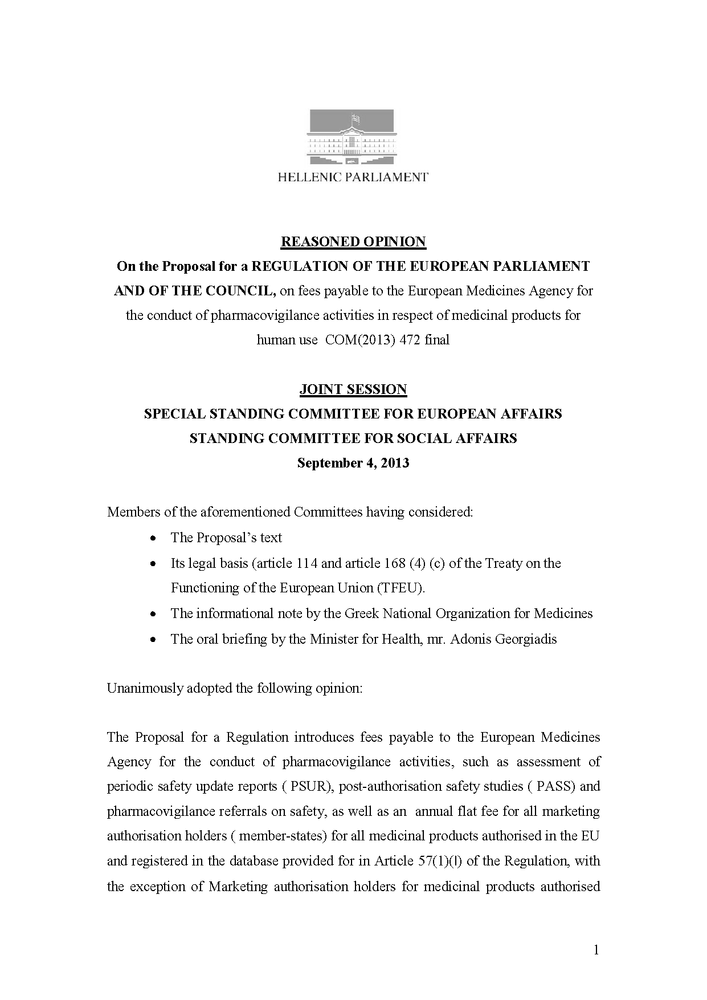 HELLENIC PARLIAMENT
REASONED OPINION
On the Proposal for a REGULATION OF THE EUROPEAN PARLIAMENT
AND OF THE COUNCIL, on fees payable to the European Medicines Agency for
the conduct of pharmacovigilance activities in respect of medicinal products for
human use  COM(2013) 472 final
JOINT SESSION
SPECIAL STANDING COMMITTEE FOR EUROPEAN AFFAIRS
STANDING COMMITTEE FOR SOCIAL AFFAIRS
September 4, 2013
Members of the aforementioned Committees having considered:
• The Proposal’s text
• Its legal basis (article 114 and article 168 (4) (c) of the Treaty on the
Functioning of the European Union (TFEU).
• The informational note by the Greek National Organization for Medicines
• The oral briefing by the Minister for Health, mr. Adonis Georgiadis
Unanimously adopted the following opinion:
The Proposal for a Regulation introduces fees payable to the European Medicines
Agency for the conduct of pharmacovigilance activities, such as assessment of
periodic safety update reports ( PSUR), post-authorisation safety studies ( PASS) and
pharmacovigilance referrals on safety, as well as an  annual flat fee for all marketing
authorisation holders ( member-states) for all medicinal products authorised in the EU
and registered in the database provided for in Article 57(1)(l) of the Regulation, with
the exception of Marketing authorisation holders for medicinal products authorised
1